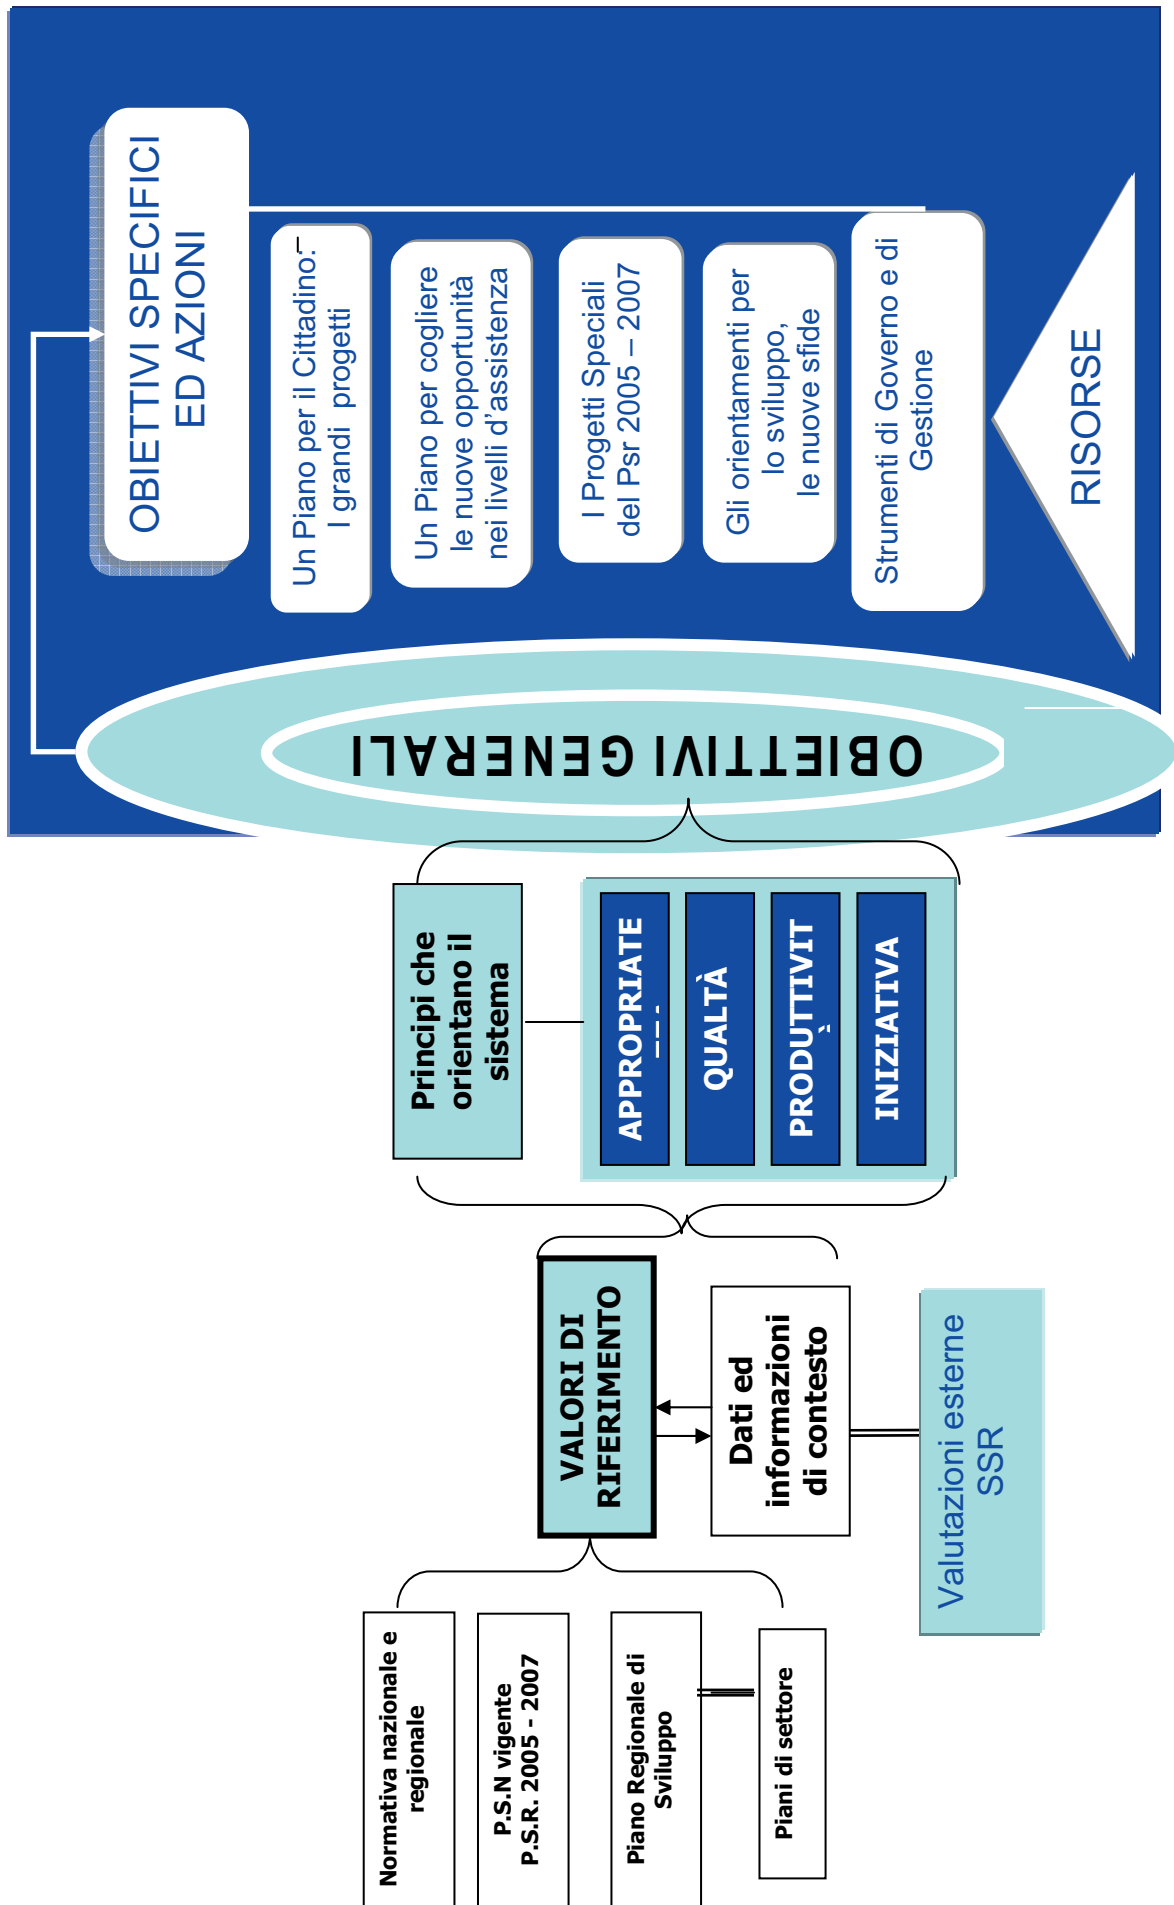 Normativa nazionale e
regionale
P.S.N vigente
P.S.R. 2005 - 2007
Piano Regionale di
Sviluppo
Piani di settore
VALORI DI
RIFERIMENTO
Dati ed
informazioni
di contesto
Valutazioni esterne
SSR
Principi che
orientano il
sistema
APPROPRIATE
QUALTÀ
PRODUTTIVIT
INIZIATIVA
OBIETTIVI GENERALI
OBIETTIVI SPECIFICI
ED AZIONI
Un Piano per il Cittadino:
I grandi progetti
Un Piano per cogliere
le nuove opportunità
nei livelli d'assistenza
I Progetti Speciali
del Psr 2005 – 2007
Gli orientamenti per
lo sviluppo,
le nuove sfide
Strumenti di Governo e di
Gestione
RISORSE